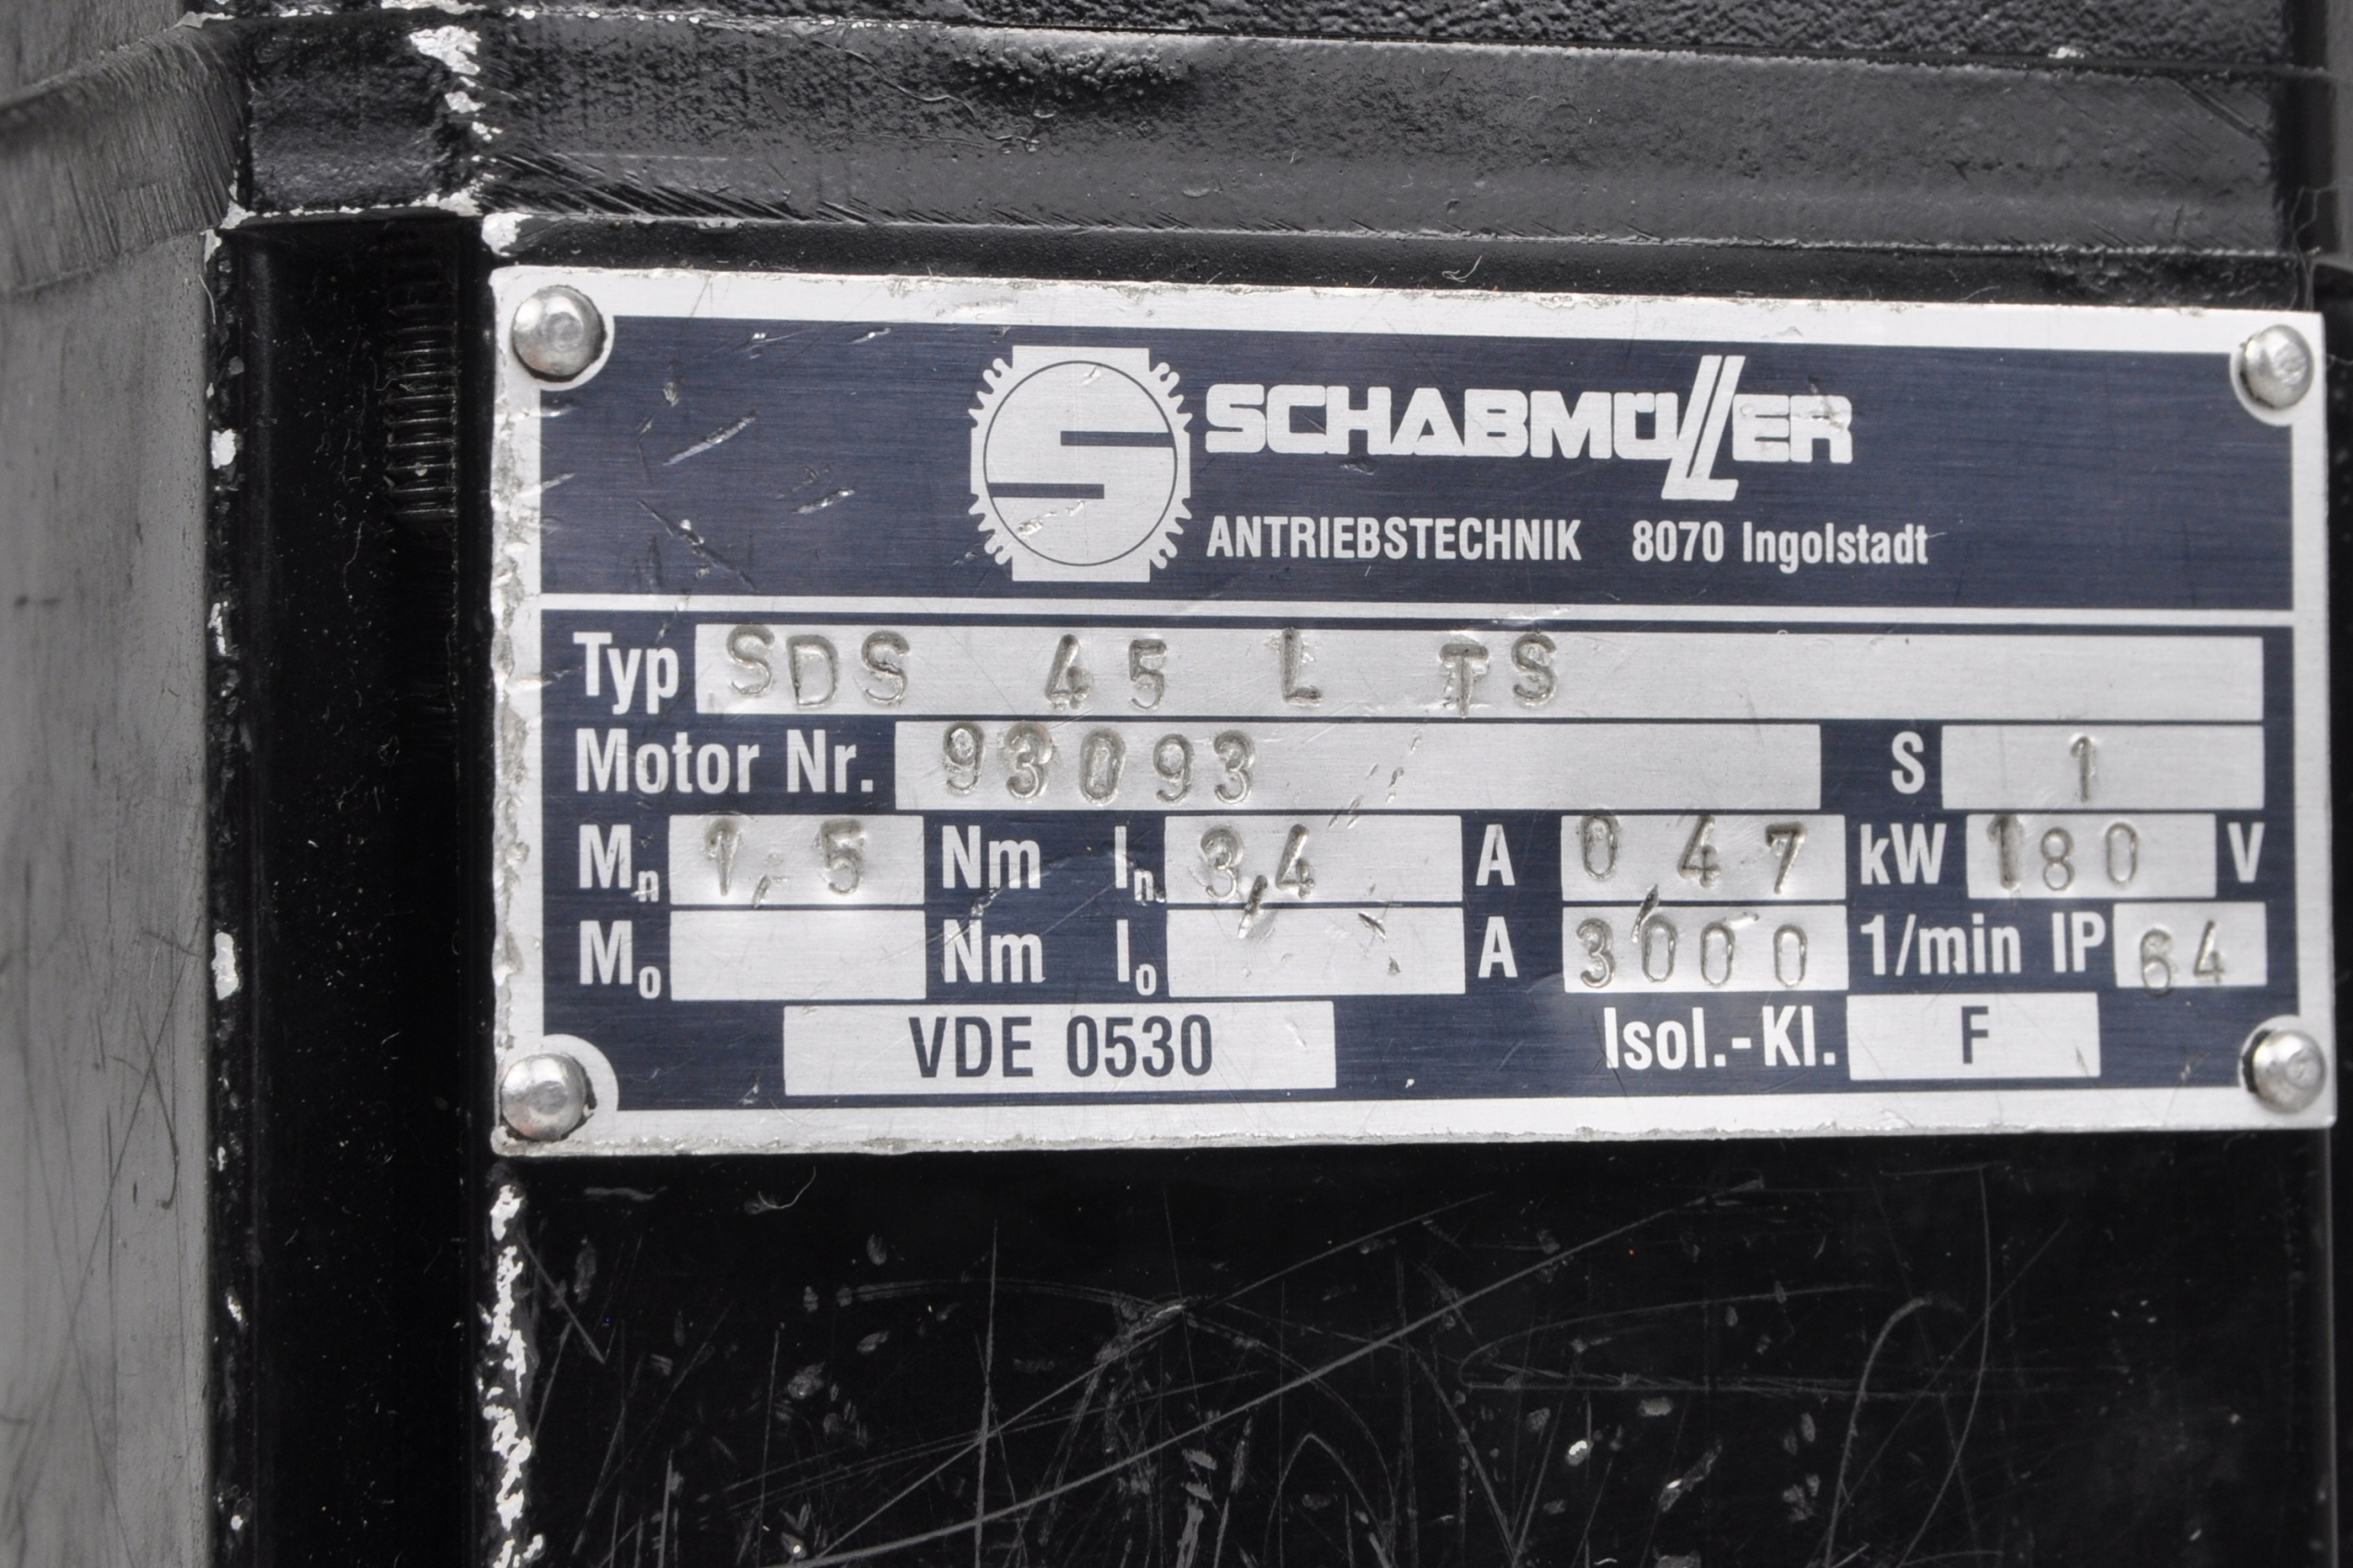 S SCHABMÜLLER
ANTRIEBSTECHNIK 8070 Ingolstadt
Typ SDS 45 L TS
Motor Nr. 93093 S 1
Mn 1,5 Nm In 3,4 A 0,47 kW 180 V
Mo Nm Io A 3000 1/min IP 64
VDE 0530 Isol.-Kl. F